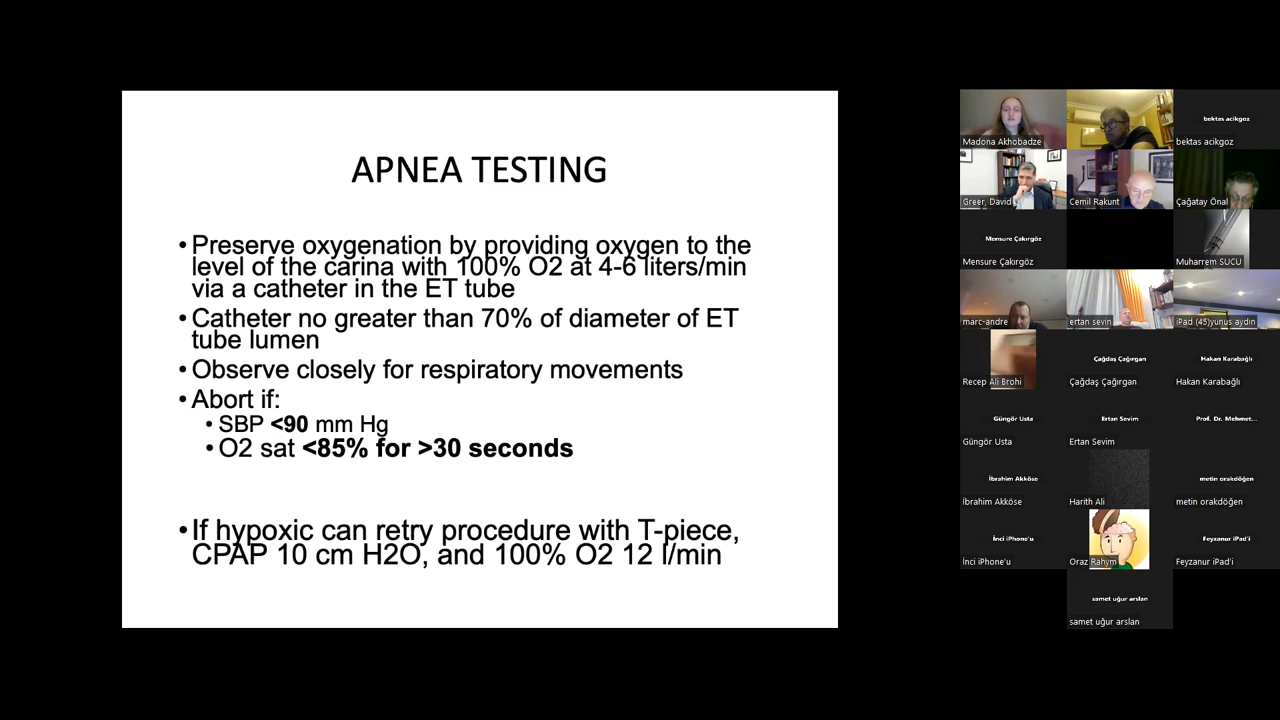 APNEA TESTING
•Preserve oxygenation by providing oxygen to the
level of the carina with 100% O2 at 4-6 liters/min
via a catheter in the ET tube
•Catheter no greater than 70% of diameter of ET
tube lumen
•Observe closely for respiratory movements
•Abort if:
•SBP <90 mm Hg
•O2 sat <85% for >30 seconds
•If hypoxic can retry procedure with T-piece,
CPAP 10 cm H2O, and 100% O2 12 l/min
Madona Akhobadze
bektas acikgoz
bektas acikgoz
Greer, David
Cemil Rakunt
Çağatay Önal
Mensure Çakırgöz
Mensure Çakırgöz
Muharrem SUCU
marc-andre
ertan sevin
iPad (45)yunus aydın
Recep Ali Brohi
Çağdaş Çağırgan
Çağdaş Çağırgan
Hakan Karabağlı
Hakan Karabağlı
Güngör Usta
Güngör Usta
Ertan Sevim
Ertan Sevim
Prof. Dr. Mehmet...
İbrahim Akköse
İbrahim Akköse
Harith Ali
metin orakdöğen
metin orakdöğen
İnci iPhone'u
İnci iPhone'u
Oraz Rahym
Feyzanur iPad'i
Feyzanur iPad'i
samet uğur arslan
samet uğur arslan